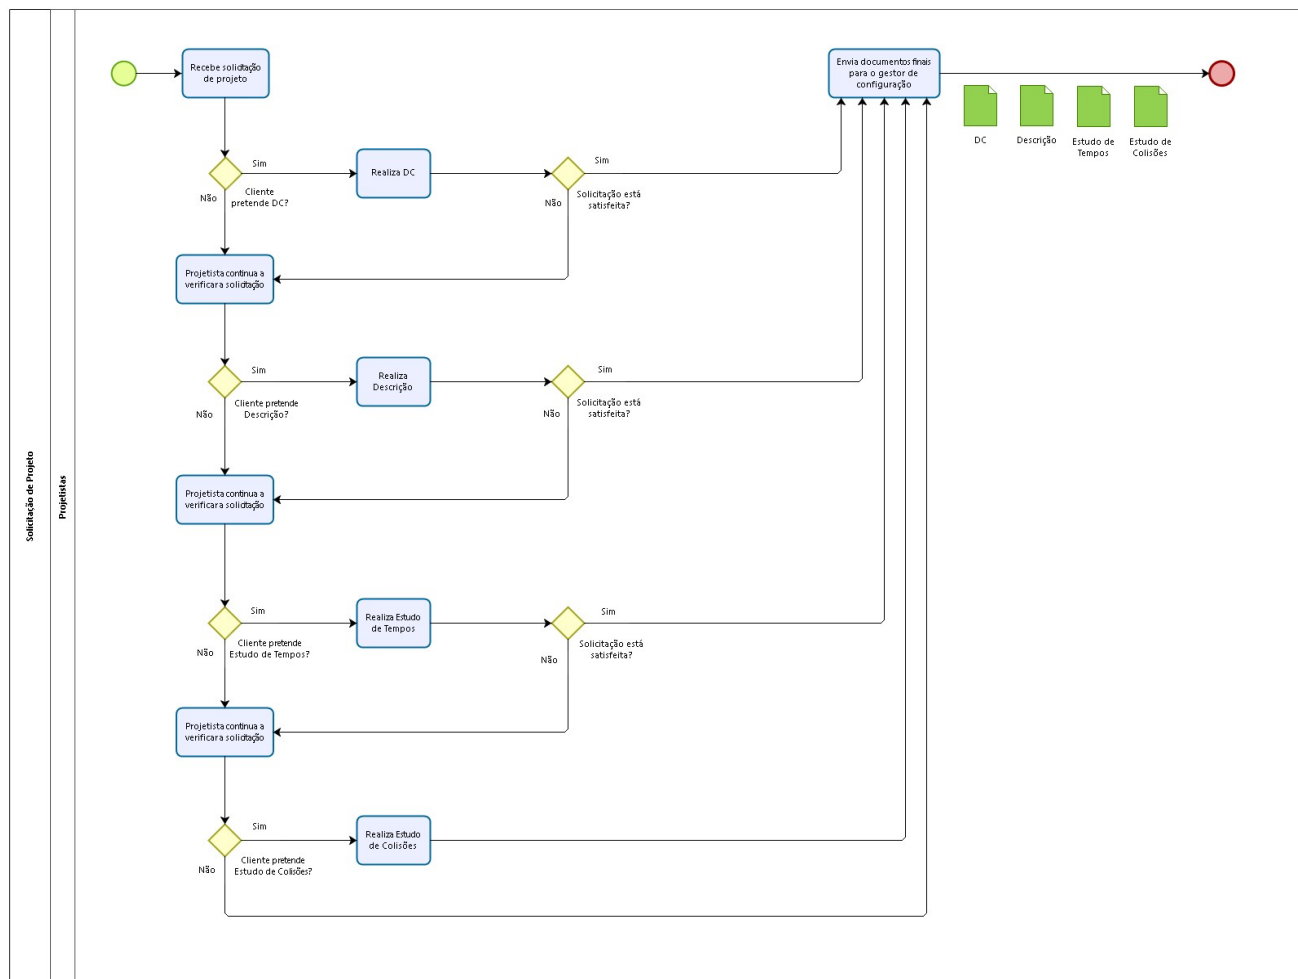 Solicitação de Projeto
Projetistas
Recebe solicitação
de projeto
Envia documentos finais
para o gestor de
configuração
DC
Descrição
Estudo de
Tempos
Estudo de
Colisões
Sim
Não
Cliente
pretende DC?
Realiza DC
Sim
Não
Solicitação está
satisfeita?
Projetista continua a
verificar a solicitação
Sim
Não
Cliente pretende
Descrição?
Realiza
Descrição
Sim
Não
Solicitação está
satisfeita?
Projetista continua a
verificar a solicitação
Sim
Não
Cliente pretende
Estudo de Tempos?
Realiza Estudo
de Tempos
Sim
Não
Solicitação está
satisfeita?
Projetista continua a
verificar a solicitação
Sim
Não
Cliente pretende
Estudo de Colisões?
Realiza Estudo
de Colisões